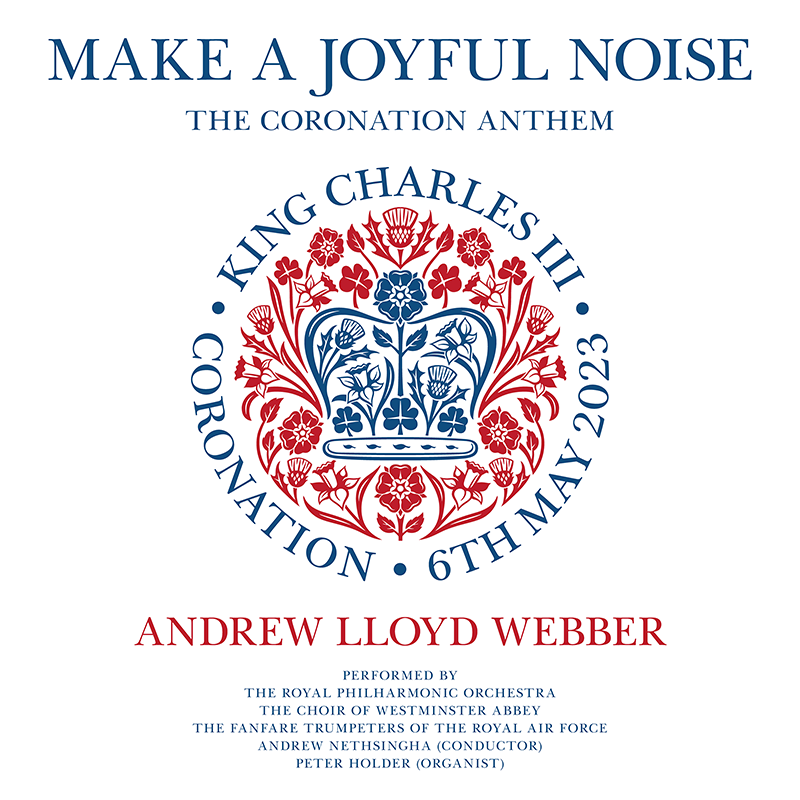 MAKE A JOYFUL NOISE
THE CORONATION ANTHEM
KING CHARLES III • 6TH MAY 2023 • CORONATION •
ANDREW LLOYD WEBBER
PERFORMED BY
THE ROYAL PHILHARMONIC ORCHESTRA
THE CHOIR OF WESTMINSTER ABBEY
THE FANFARE TRUMPETERS OF THE ROYAL AIR FORCE
ANDREW NETHSINGHA (CONDUCTOR)
PETER HOLDER (ORGANIST)